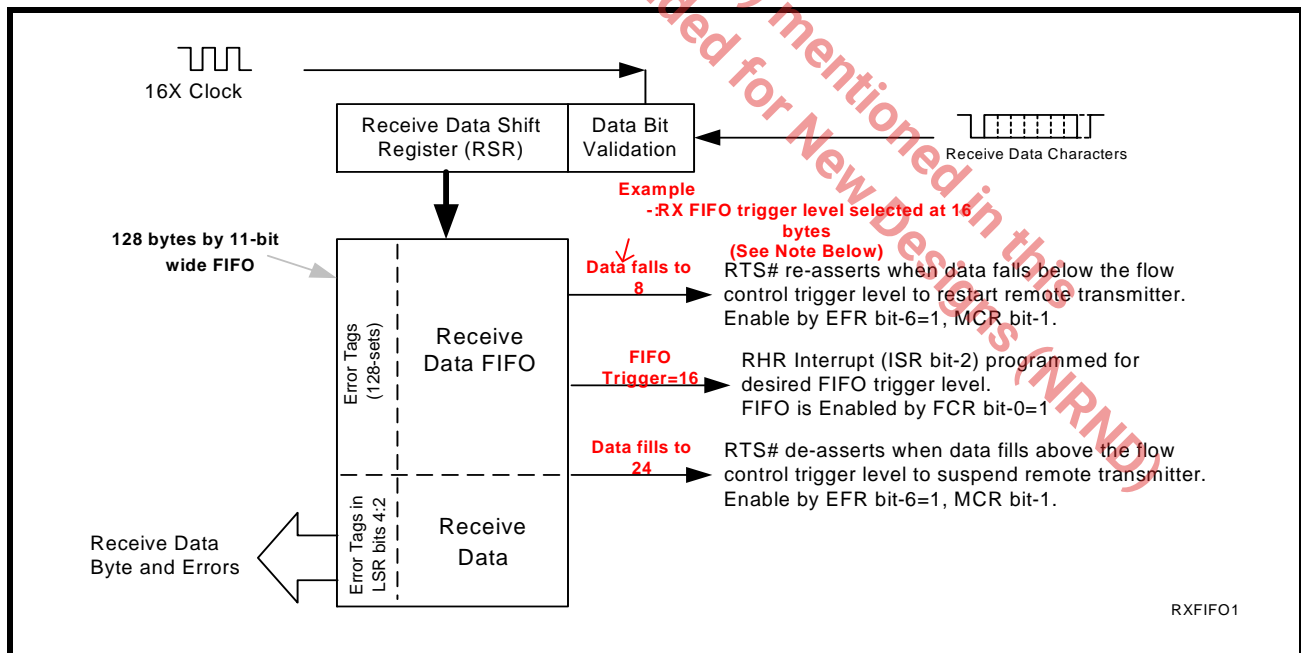 ) mentioned in this
ded for New Designs (NRND)
16X Clock
Receive Data Shift
Register (RSR)
Data Bit
Validation
Receive Data Characters
Example
-:RX FIFO trigger level selected at 16
bytes
(See Note Below)
128 bytes by 11-bit
wide FIFO
Error Tags
(128-sets)
Receive
Data FIFO
Data falls to
8
RTS# re-asserts when data falls below the flow
control trigger level to restart remote transmitter.
Enable by EFR bit-6=1, MCR bit-1.
FIFO
Trigger=16
RHR Interrupt (ISR bit-2) programmed for
desired FIFO trigger level.
FIFO is Enabled by FCR bit-0=1
Data fills to
24
RTS# de-asserts when data fills above the flow
control trigger level to suspend remote transmitter.
Enable by EFR bit-6=1, MCR bit-1.
Error Tags in
LSR bits 4:2
Receive
Data
Receive Data
Byte and Errors
RXFIFO1